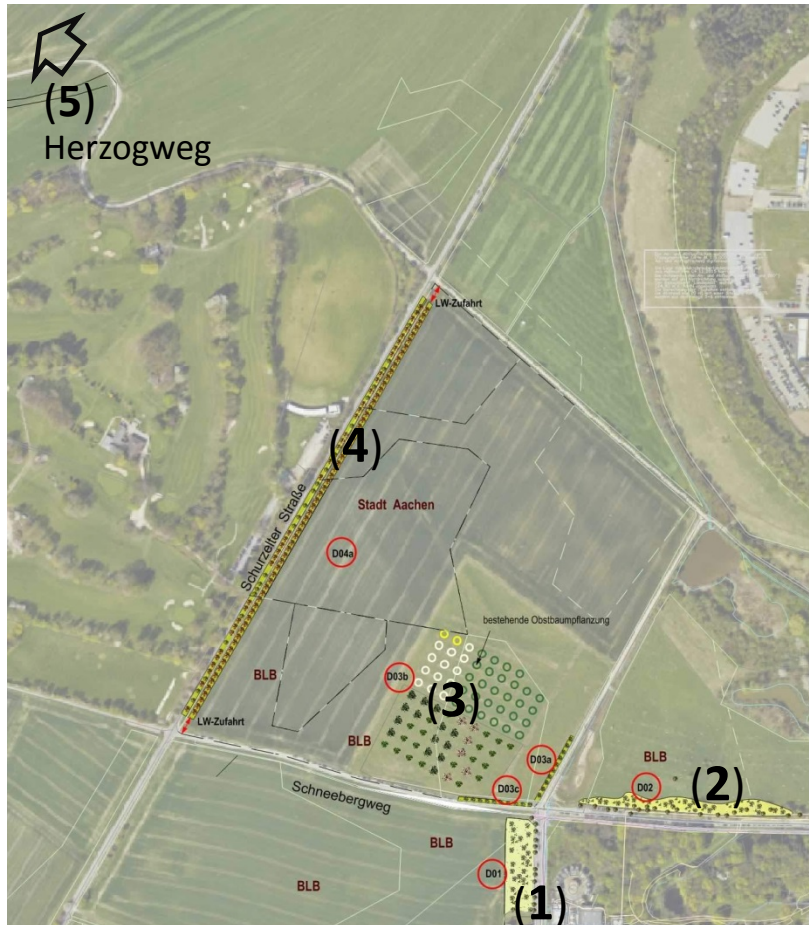 (5)
Herzogweg
LW-Zufahrt
(4)
Schurzelter Straße
Stadt Aachen
D04a
bestehende Obstbaumpflanzung
BLB
D03b
(3)
LW-Zufahrt
BLB
D03a
BLB
Schneebergweg
D03c
D02
(2)
BLB
D01
BLB
(1)